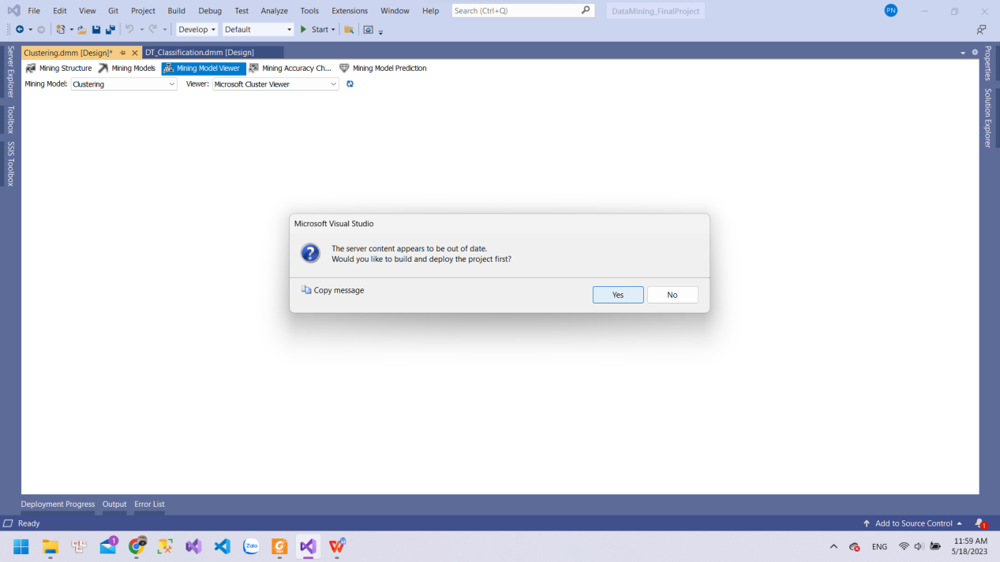 File Edit View Git Project Build Debug Test Analyze Tools Extensions Window Help Search (Ctrl+Q) DataMining_FinalProject PN
Develop Default Start
Clustering.dmm [Design]* DT_Classification.dmm [Design]
Mining Structure Mining Models Mining Model Viewer Mining Accuracy Ch... Mining Model Prediction
Mining Model: Clustering Viewer: Microsoft Cluster Viewer
Server Explorer
Toolbox
SSIS Toolbox
Properties
Solution Explorer
Microsoft Visual Studio
The server content appears to be out of date.
Would you like to build and deploy the project first?
Copy message
Yes No
Deployment Progress Output Error List
Ready Add to Source Control 1
1 Zalo ENG 11:59 AM
5/18/2023